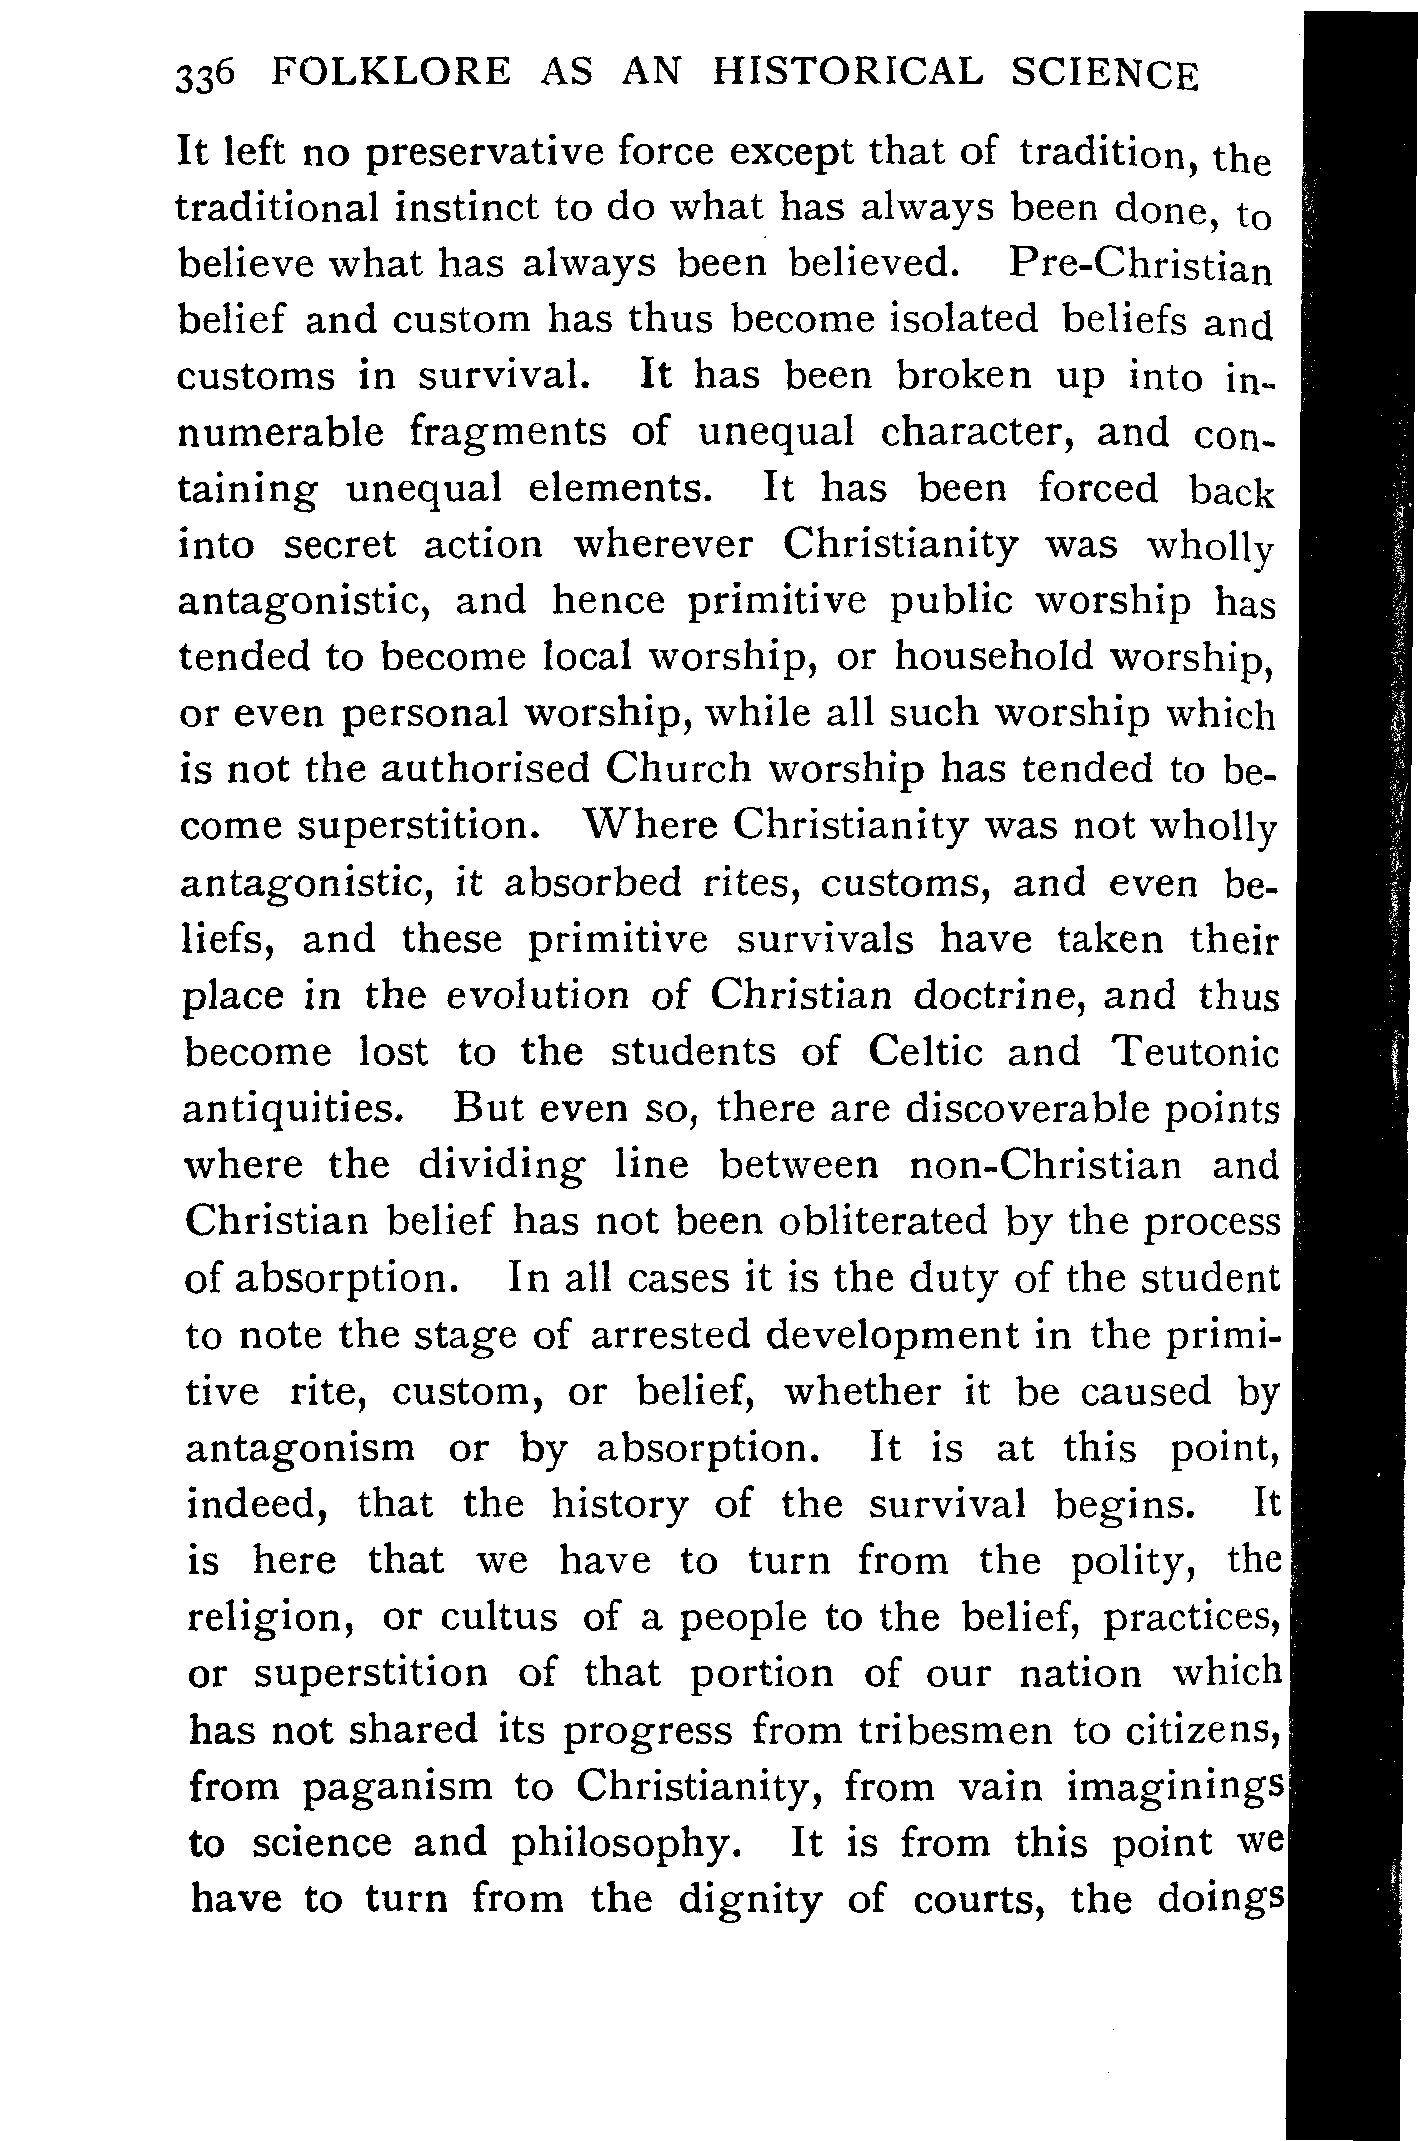 336 FOLKLORE AS AN HISTORICAL SCIENCE
It left no preservative force except that of tradition, the
traditional instinct to do what has always been done, to
believe what has always been believed. Pre-Christian
belief and custom has thus become isolated beliefs and
customs in survival. It has been broken up into in-
numerable fragments of unequal character, and con-
taining unequal elements. It has been forced back
into secret action wherever Christianity was wholly
antagonistic, and hence primitive public worship has
tended to become local worship, or household worship,
or even personal worship, while all such worship which
is not the authorised Church worship has tended to be-
come superstition. Where Christianity was not wholly
antagonistic, it absorbed rites, customs, and even be-
liefs, and these primitive survivals have taken their
place in the evolution of Christian doctrine, and thus
become lost to the students of Celtic and Teutonic
antiquities. But even so, there are discoverable points
where the dividing line between non-Christian and
Christian belief has not been obliterated by the process
of absorption. In all cases it is the duty of the student
to note the stage of arrested development in the primi-
tive rite, custom, or belief, whether it be caused by
antagonism or by absorption. It is at this point,
indeed, that the history of the survival begins. It
is here that we have to turn from the polity, the
religion, or cultus of a people to the belief, practices,
or superstition of that portion of our nation which
has not shared its progress from tribesmen to citizens,
from paganism to Christianity, from vain imaginings
to science and philosophy. It is from this point we
have to turn from the dignity of courts, the doings